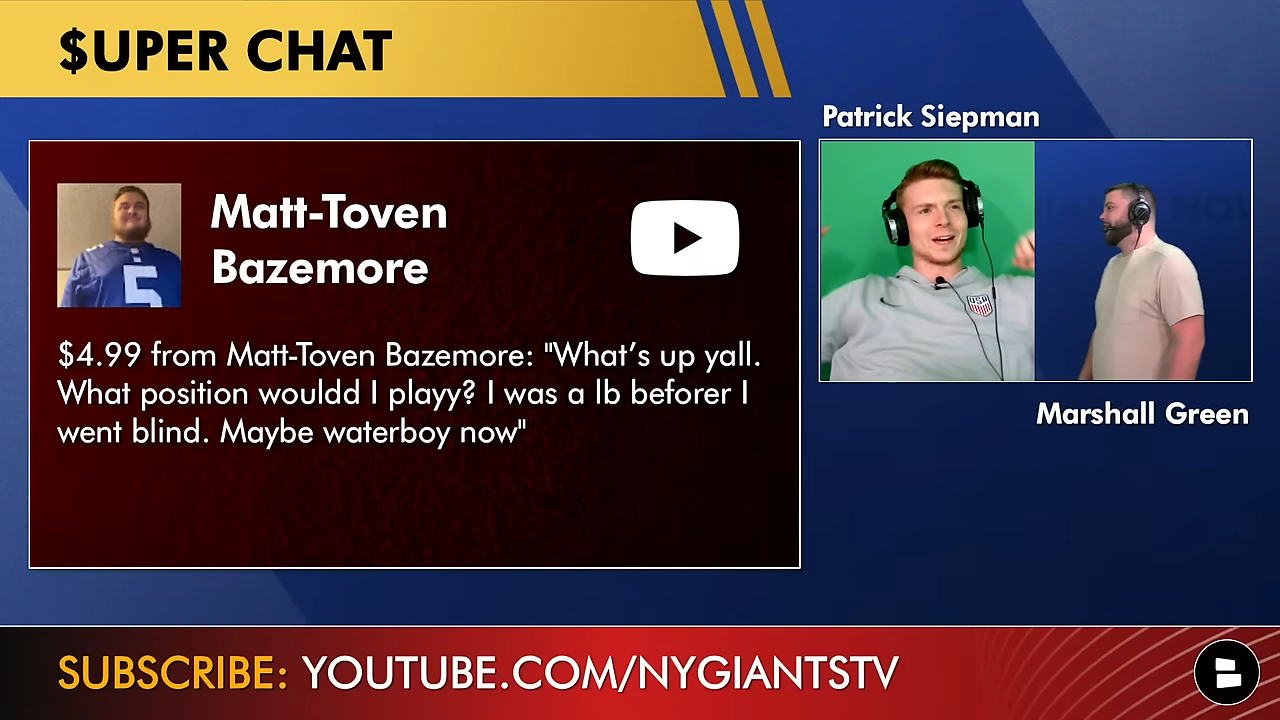 $UPER CHAT
Patrick Siepman
Matt-Toven
Bazemore
$4.99 from Matt-Toven Bazemore: "What’s up yall.
What position wouldd I playy? I was a lb beforer I
went blind. Maybe waterboy now"
5
USA
Marshall Green
SUBSCRIBE: YOUTUBE.COM/NYGIANTSTV